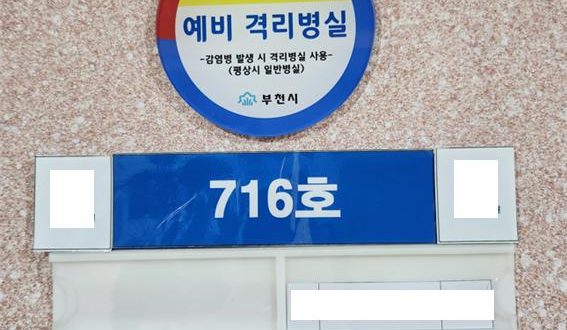 예비 격리병실
-감염병 발생 시 격리병실 사용-
(평상시 일반병실)
부천시
716호